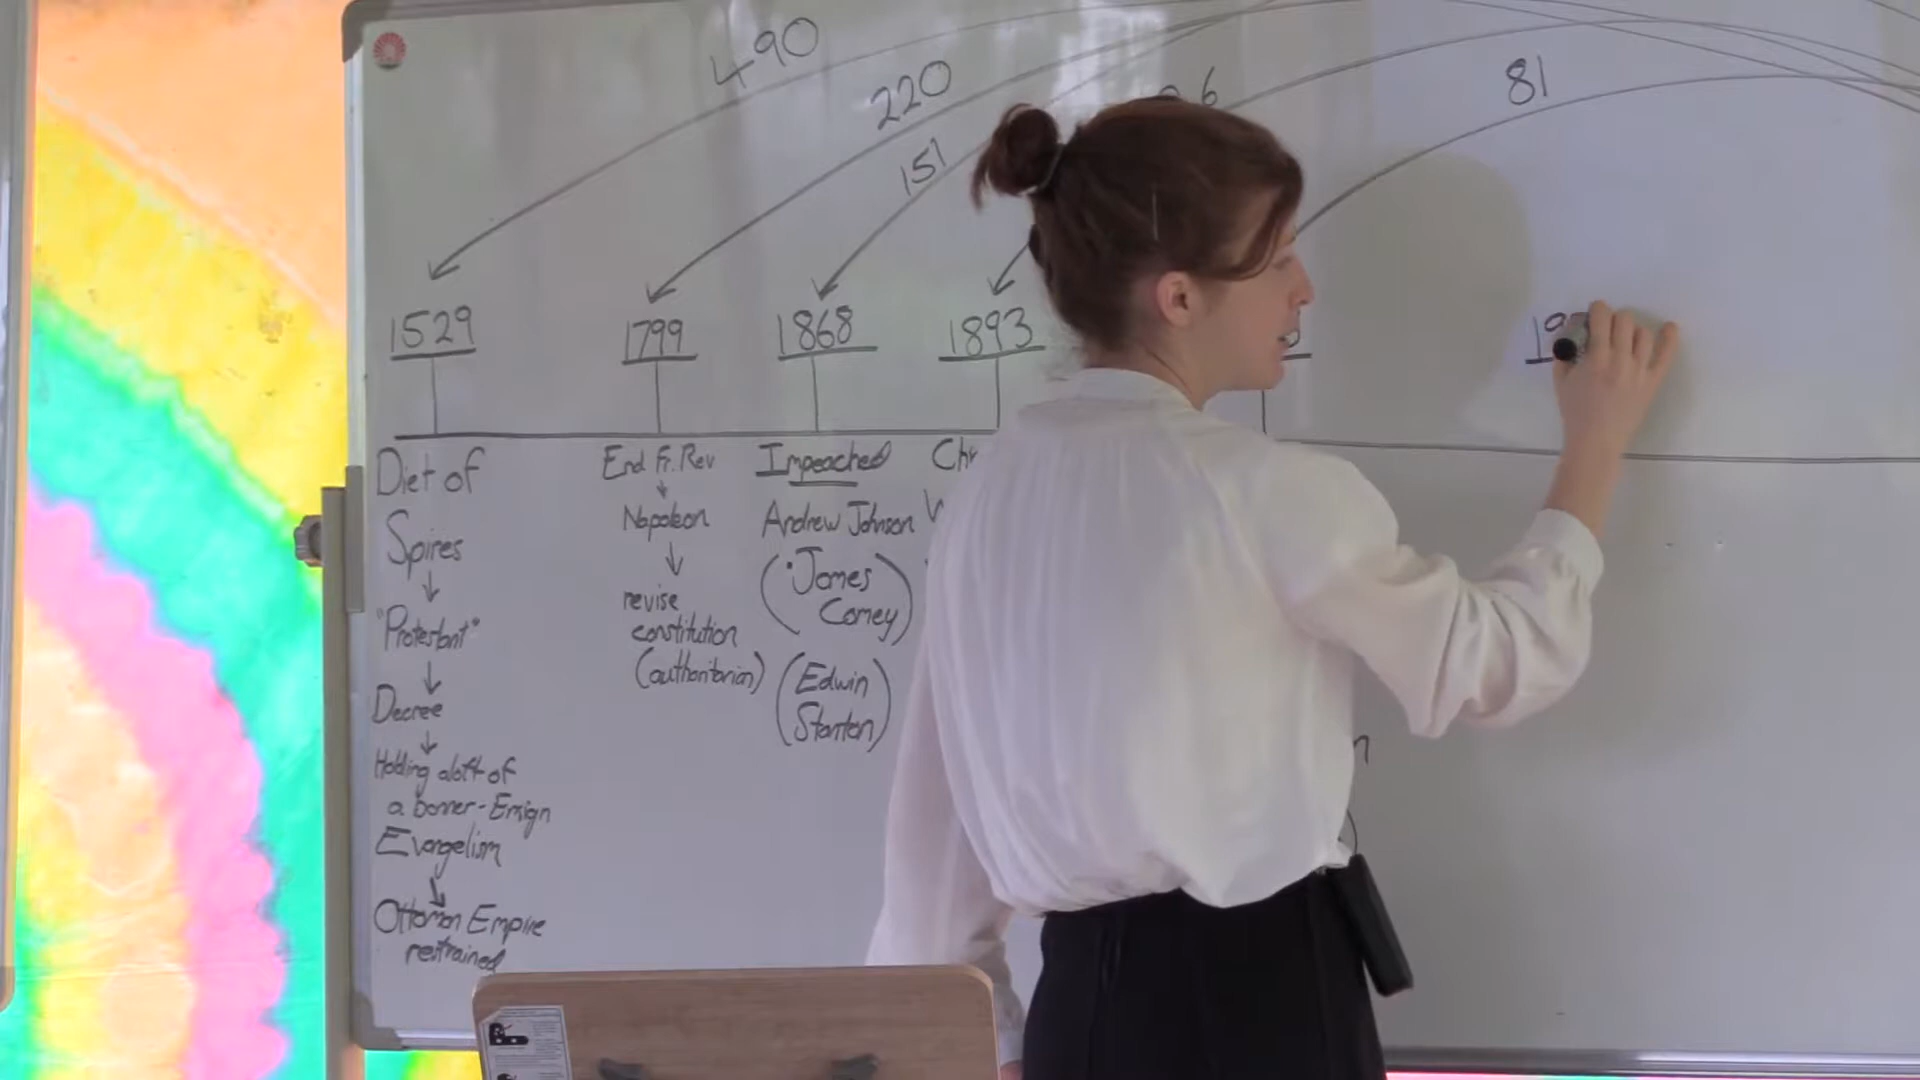 490
220
151
81
1529
1799
1868
1893
Diet of
Spires
"Protestant"
Decree
Holding aloft of
a banner - Ensign
Evangelism
Ottoman Empire
restrained
End Fr. Rev
Napoleon
revise
constitution
(authoritarian)
Impeached
Andrew Johnson
(James
Comey)
(Edwin
Stanton)